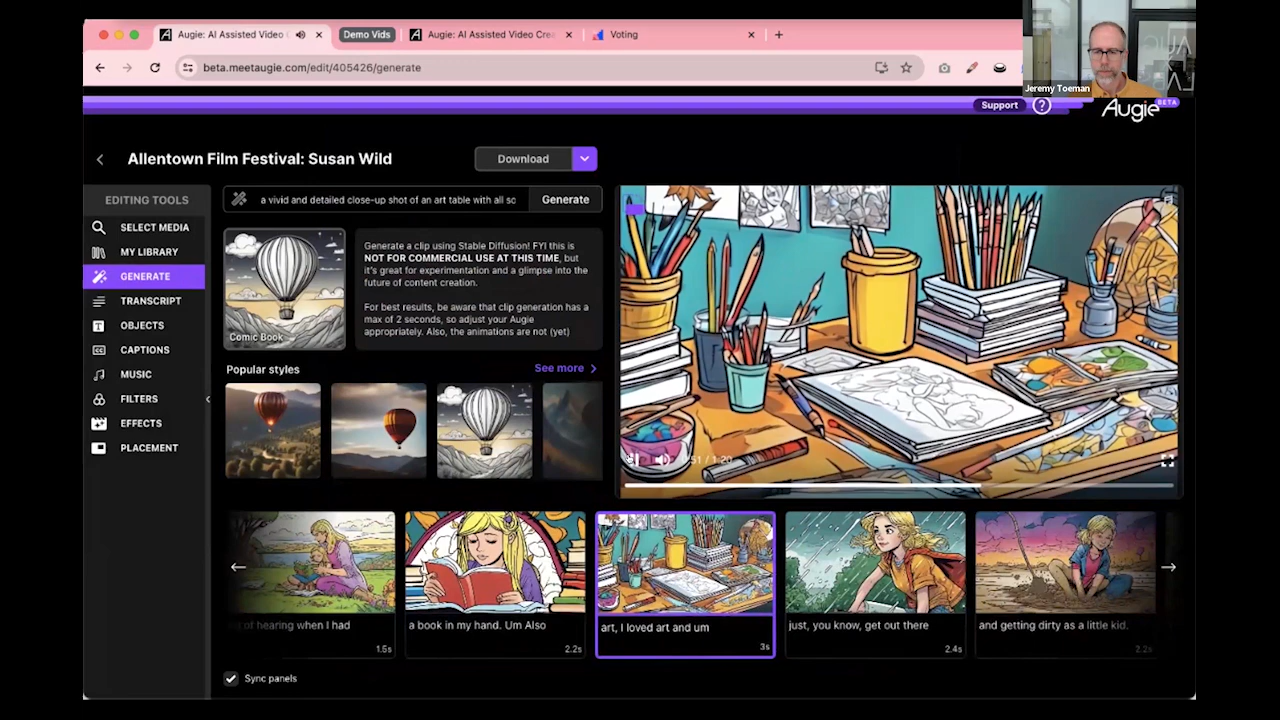 Augie: AI Assisted Video
Demo Vids
Augie: AI Assisted Video Crea
Voting
beta.meetaugie.com/edit/405426/generate
Jeremy Toeman
Support
?
Augie BETA
Allentown Film Festival: Susan Wild
Download
EDITING TOOLS
SELECT MEDIA
MY LIBRARY
GENERATE
TRANSCRIPT
OBJECTS
CAPTIONS
MUSIC
FILTERS
EFFECTS
PLACEMENT
a vivid and detailed close-up shot of an art table with all so
Generate
Comic Book
Generate a clip using Stable Diffusion! FYI this is
NOT FOR COMMERCIAL USE AT THIS TIME, but
it's great for experimentation and a glimpse into the
future of content creation.
For best results, be aware that clip generation has a
max of 2 seconds, so adjust your Augie
appropriately. Also, the animations are not (yet)
Popular styles
See more
0:51 / 1:20
of hearing when I had
1.5s
a book in my hand. Um Also
2.2s
art, I loved art and um
3s
just, you know, get out there
2.4s
and getting dirty as a little kid.
2.2s
Sync panels